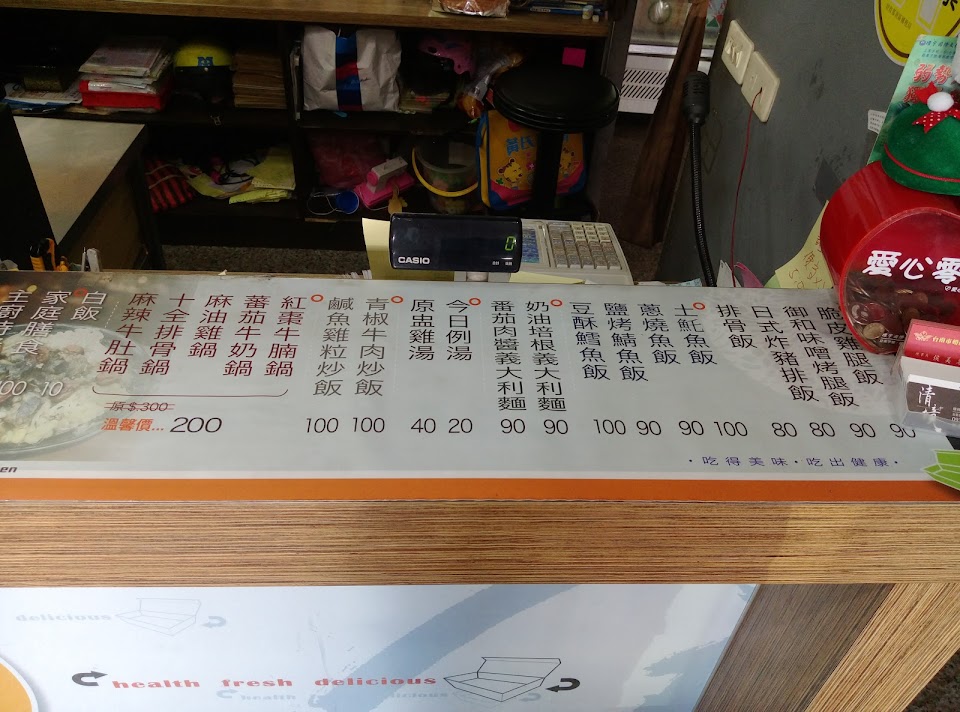 脆皮雞腿飯 90
御和味噌烤腿飯 90
日式炸豬排飯 80
排骨飯 80
土魠魚飯 100
蔥燒魚飯 90
鹽烤鯖魚飯 90
豆酥鱈魚飯 100
奶油培根義大利麵 90
番茄肉醬義大利麵 90
今日例湯 20
原盅雞湯 40
青椒牛肉炒飯 100
鹹魚雞粒炒飯 100
紅棗牛腩鍋
蕃茄牛奶鍋
麻油雞鍋
十全排骨鍋
麻辣牛肚鍋
原$300
溫馨價... 200
白飯 10
家庭膳食
主廚
·吃得美味·吃出健康·
CASIO
0
愛心零
弱勢
delicious
health fresh delicious